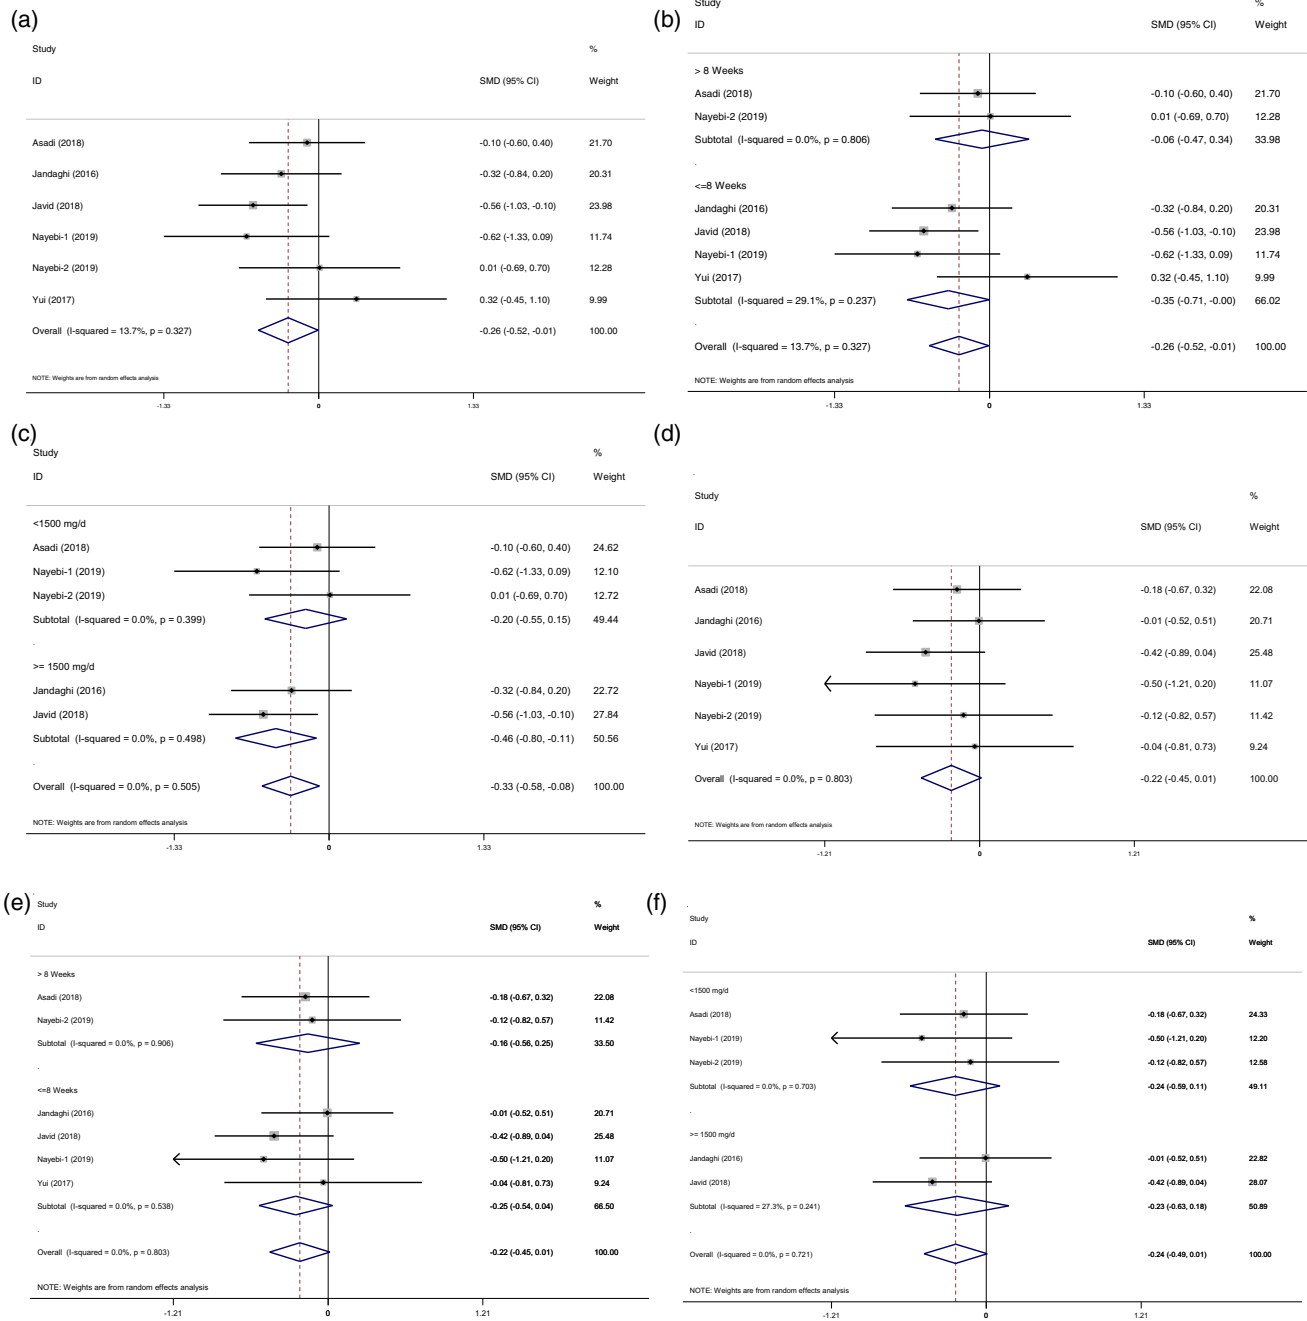 (a)
Study %
ID SMD (95% CI) Weight
Asadi (2018) -0.10 (-0.60, 0.40) 21.70
Jandaghi (2016) -0.32 (-0.84, 0.20) 20.31
Javid (2018) -0.56 (-1.03, -0.10) 23.98
Nayebi-1 (2019) -0.62 (-1.33, 0.09) 11.74
Nayebi-2 (2019) 0.01 (-0.69, 0.70) 12.28
Yui (2017) 0.32 (-0.45, 1.10) 9.99
Overall (I-squared = 13.7%, p = 0.327) -0.26 (-0.52, -0.01) 100.00
NOTE: Weights are from random effects analysis
-1.33 0 1.33
(b)
Study %
ID SMD (95% CI) Weight
> 8 Weeks
Asadi (2018) -0.10 (-0.60, 0.40) 21.70
Nayebi-2 (2019) 0.01 (-0.69, 0.70) 12.28
Subtotal (I-squared = 0.0%, p = 0.806) -0.06 (-0.47, 0.34) 33.98
.
<=8 Weeks
Jandaghi (2016) -0.32 (-0.84, 0.20) 20.31
Javid (2018) -0.56 (-1.03, -0.10) 23.98
Nayebi-1 (2019) -0.62 (-1.33, 0.09) 11.74
Yui (2017) 0.32 (-0.45, 1.10) 9.99
Subtotal (I-squared = 29.1%, p = 0.237) -0.35 (-0.71, -0.00) 66.02
.
Overall (I-squared = 13.7%, p = 0.327) -0.26 (-0.52, -0.01) 100.00
NOTE: Weights are from random effects analysis
-1.33 0 1.33
(c)
Study %
ID SMD (95% CI) Weight
<1500 mg/d
Asadi (2018) -0.10 (-0.60, 0.40) 24.62
Nayebi-1 (2019) -0.62 (-1.33, 0.09) 12.10
Nayebi-2 (2019) 0.01 (-0.69, 0.70) 12.72
Subtotal (I-squared = 0.0%, p = 0.399) -0.20 (-0.55, 0.15) 49.44
.
>= 1500 mg/d
Jandaghi (2016) -0.32 (-0.84, 0.20) 22.72
Javid (2018) -0.56 (-1.03, -0.10) 27.84
Subtotal (I-squared = 0.0%, p = 0.498) -0.46 (-0.80, -0.11) 50.56
.
Overall (I-squared = 0.0%, p = 0.505) -0.33 (-0.58, -0.08) 100.00
NOTE: Weights are from random effects analysis
-1.33 0 1.33
(d)
.
Study %
ID SMD (95% CI) Weight
Asadi (2018) -0.18 (-0.67, 0.32) 22.08
Jandaghi (2016) -0.01 (-0.52, 0.51) 20.71
Javid (2018) -0.42 (-0.89, 0.04) 25.48
Nayebi-1 (2019) -0.50 (-1.21, 0.20) 11.07
Nayebi-2 (2019) -0.12 (-0.82, 0.57) 11.42
Yui (2017) -0.04 (-0.81, 0.73) 9.24
Overall (I-squared = 0.0%, p = 0.803) -0.22 (-0.45, 0.01) 100.00
NOTE: Weights are from random effects analysis
-1.21 0 1.21
(e)
.
Study %
ID SMD (95% CI) Weight
> 8 Weeks
Asadi (2018) -0.18 (-0.67, 0.32) 22.08
Nayebi-2 (2019) -0.12 (-0.82, 0.57) 11.42
Subtotal (I-squared = 0.0%, p = 0.906) -0.16 (-0.56, 0.25) 33.50
.
<=8 Weeks
Jandaghi (2016) -0.01 (-0.52, 0.51) 20.71
Javid (2018) -0.42 (-0.89, 0.04) 25.48
Nayebi-1 (2019) -0.50 (-1.21, 0.20) 11.07
Yui (2017) -0.04 (-0.81, 0.73) 9.24
Subtotal (I-squared = 0.0%, p = 0.538) -0.25 (-0.54, 0.04) 66.50
.
Overall (I-squared = 0.0%, p = 0.803) -0.22 (-0.45, 0.01) 100.00
NOTE: Weights are from random effects analysis
-1.21 0 1.21
(f)
.
Study %
ID SMD (95% CI) Weight
<1500 mg/d
Asadi (2018) -0.18 (-0.67, 0.32) 24.33
Nayebi-1 (2019) -0.50 (-1.21, 0.20) 12.20
Nayebi-2 (2019) -0.12 (-0.82, 0.57) 12.58
Subtotal (I-squared = 0.0%, p = 0.703) -0.24 (-0.59, 0.11) 49.11
.
>= 1500 mg/d
Jandaghi (2016) -0.01 (-0.52, 0.51) 22.82
Javid (2018) -0.42 (-0.89, 0.04) 28.07
Subtotal (I-squared = 27.3%, p = 0.241) -0.23 (-0.63, 0.18) 50.89
.
Overall (I-squared = 0.0%, p = 0.721) -0.24 (-0.49, 0.01) 100.00
NOTE: Weights are from random effects analysis
-1.21 0 1.21